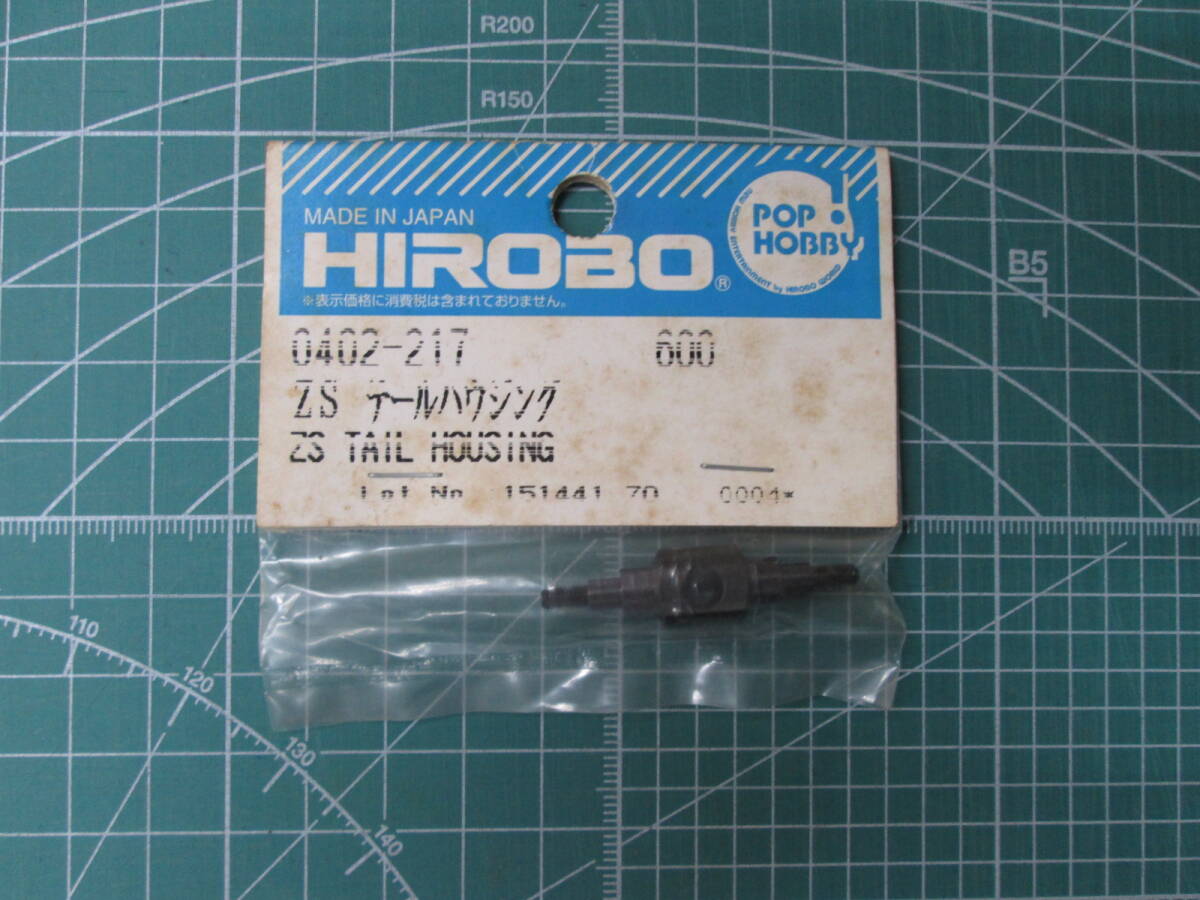 R200
R150
MADE IN JAPAN
HIROBO®
POP
HOBBY
※表示価格に消費税は含まれておりません。
B5
0402-217 600
ZS テールハウジング
ZS TAIL HOUSING
Lot No 151441 70 0004*
110
120
130
140